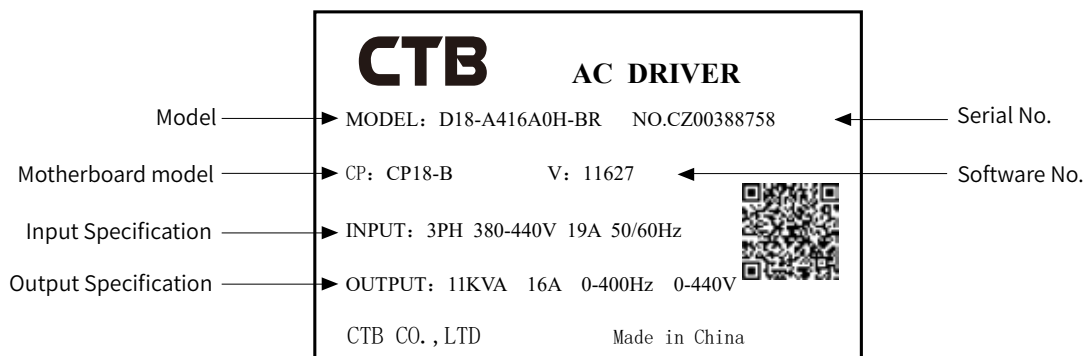 CTB AC DRIVER
Model MODEL: D18-A416A0H-BR NO.CZ00388758 Serial No.
Motherboard model CP: CP18-B V: 11627 Software No.
Input Specification INPUT: 3PH 380-440V 19A 50/60Hz
Output Specification OUTPUT: 11KVA 16A 0-400Hz 0-440V
CTB CO.,LTD Made in China